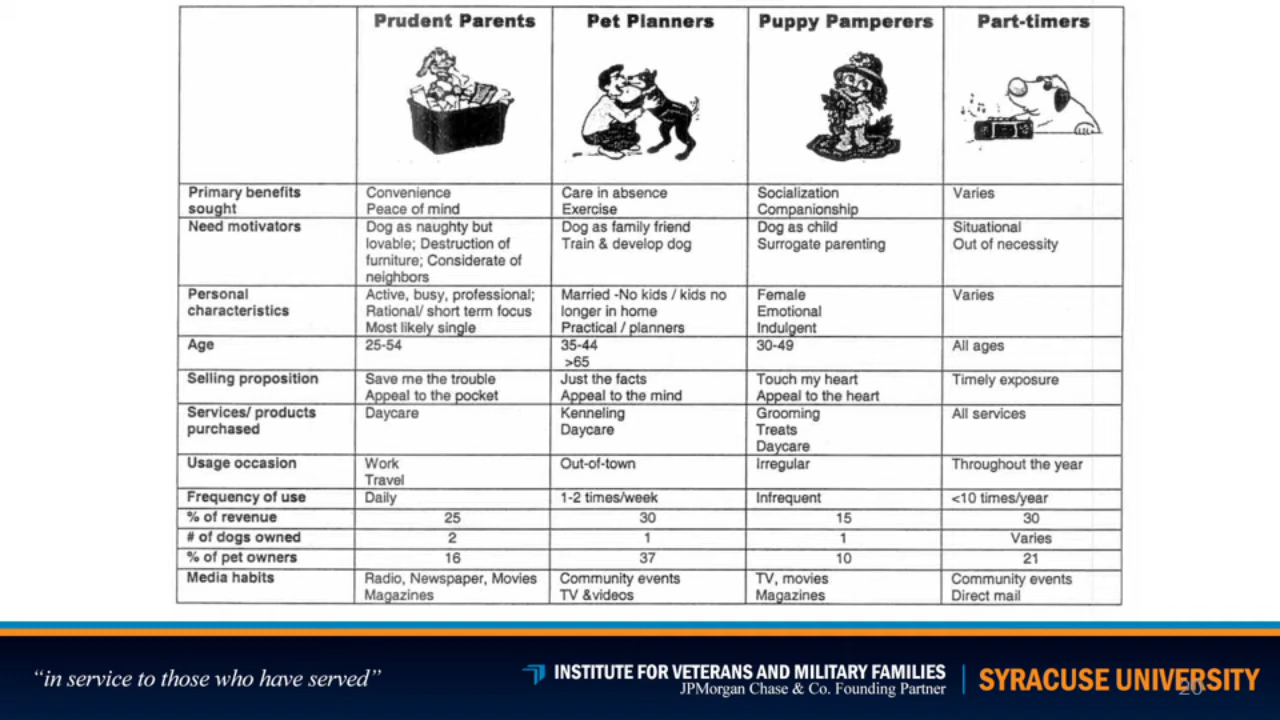 Prudent Parents Pet Planners Puppy Pamperers Part-timers
Primary benefits Convenience Care in absence Socialization Varies
sought Peace of mind Exercise Companionship
Need motivators Dog as naughty but Dog as family friend Dog as child Situational
lovable; Destruction of Train & develop dog Surrogate parenting Out of necessity
furniture; Considerate of
neighbors
Personal Active, busy, professional; Married -No kids / kids no Female Varies
characteristics Rational/ short term focus longer in home Emotional
Most likely single Practical / planners Indulgent
Age 25-54 35-44 30-49 All ages
>65
Selling proposition Save me the trouble Just the facts Touch my heart Timely exposure
Appeal to the pocket Appeal to the mind Appeal to the heart
Services/ products Daycare Kenneling Grooming All services
purchased Daycare Treats
Daycare
Usage occasion Work Out-of-town Irregular Throughout the year
Travel
Frequency of use Daily 1-2 times/week Infrequent <10 times/year
% of revenue 25 30 15 30
# of dogs owned 2 1 1 Varies
% of pet owners 16 37 10 21
Media habits Radio, Newspaper, Movies Community events TV, movies Community events
Magazines TV &videos Magazines Direct mail
“in service to those who have served”
INSTITUTE FOR VETERANS AND MILITARY FAMILIES
JPMorgan Chase & Co. Founding Partner
SYRACUSE UNIVERSITY
20